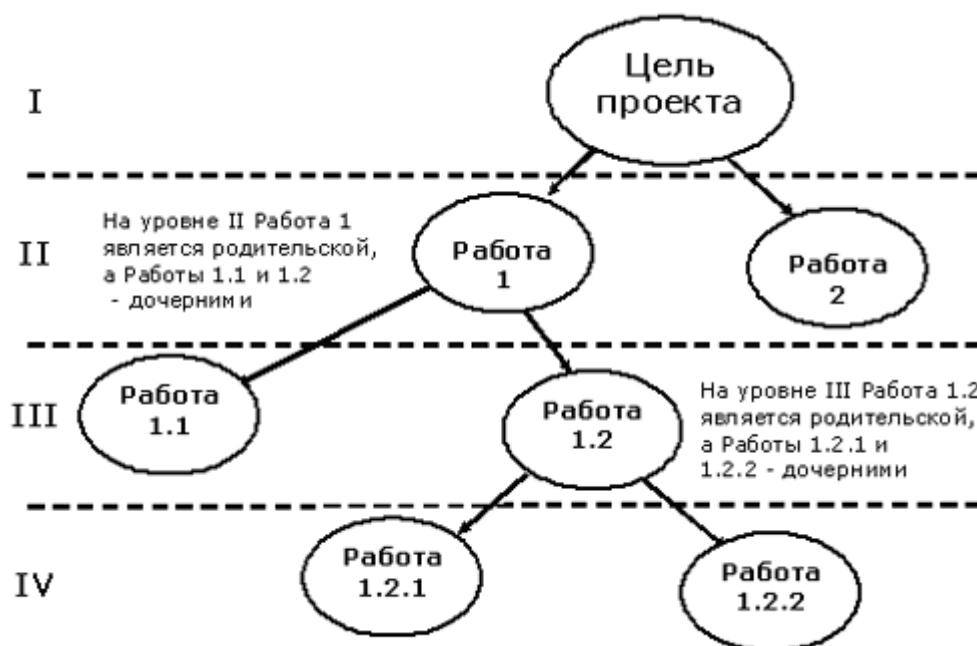 I
Цель
проекта
II
На уровне II Работа 1
является родительской,
а Работы 1.1 и 1.2
- дочерними
Работа
1
Работа
2
III
Работа
1.1
Работа
1.2
На уровне III Работа 1.2
является родительской,
а Работы 1.2.1 и
1.2.2 - дочерними
IV
Работа
1.2.1
Работа
1.2.2